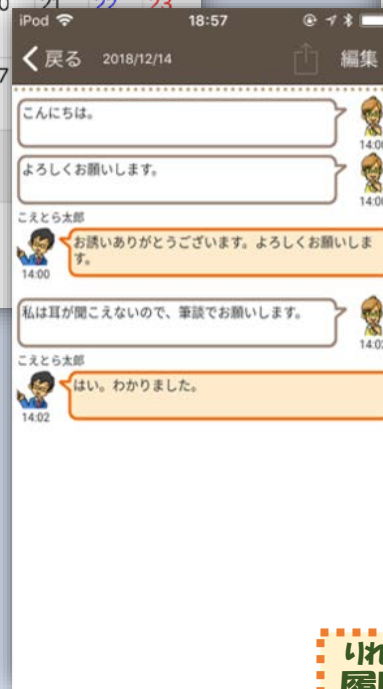 21 22 23
iPod 18:57
戻る 2018/12/14 編集
こんにちは。
よろしくお願いします。
こえとら太郎
お誘いありがとうございます。よろしくお願いしま
す。
14:00
私は耳が聞こえないので、筆談でお願いします。
こえとら太郎
はい。わかりました。
14:02